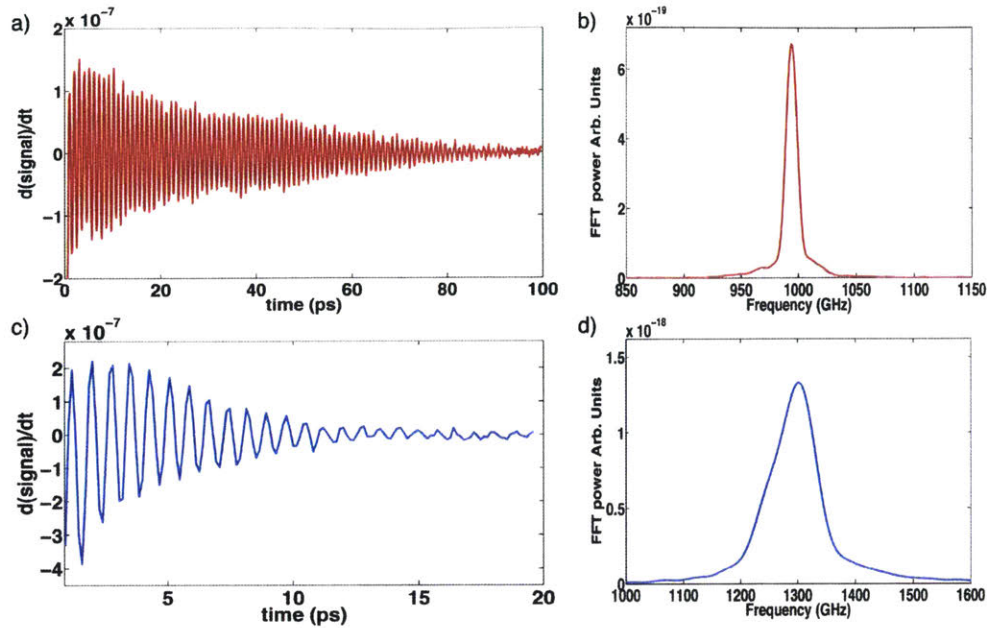 a)
x 10⁻⁷
2
1
0
−1
−2
d(signal)/dt
0 20 40 60 80 100
time (ps)
b)
x 10⁻¹⁹
6
4
2
0
FFT power Arb. Units
850 900 950 1000 1050 1100 1150
Frequency (GHz)
c)
x 10⁻⁷
2
1
0
−1
−2
−3
−4
d(signal)/dt
5 10 15 20
time (ps)
d)
x 10⁻¹⁸
1.5
1
0.5
0
FFT power Arb. Units
1000 1100 1200 1300 1400 1500 1600
Frequency (GHz)